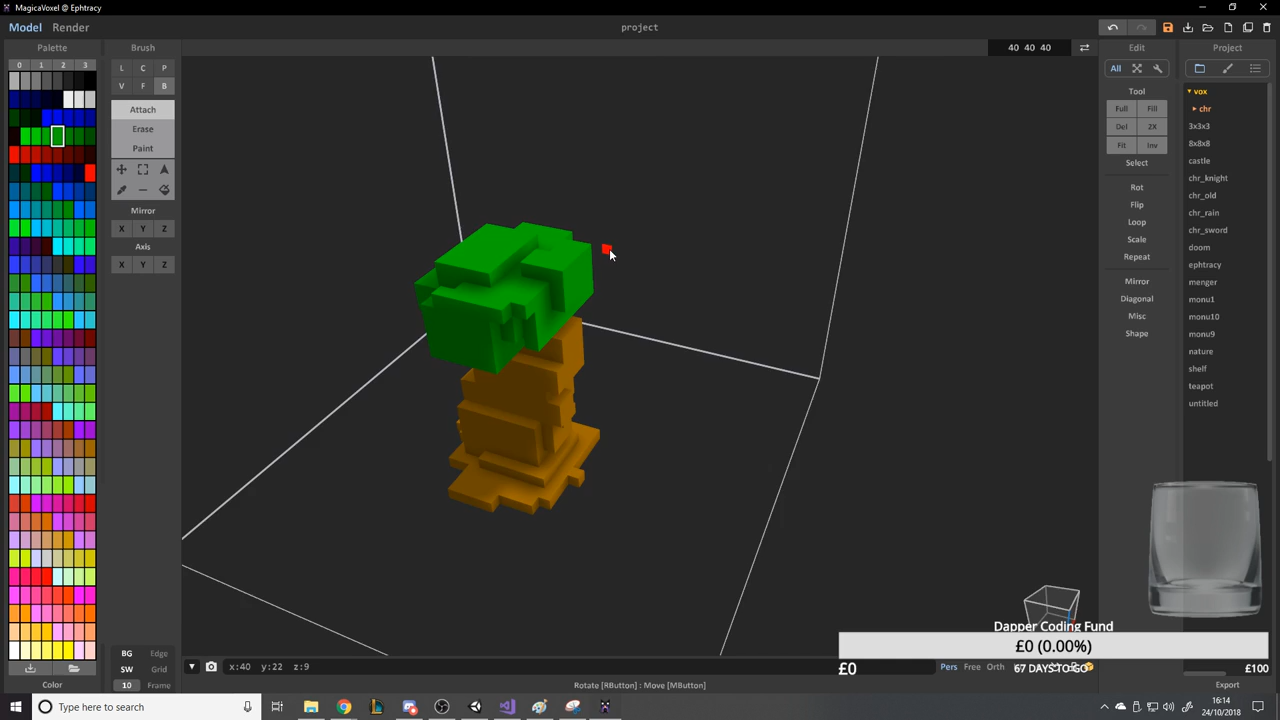 MagicaVoxel @ Ephtracy
Model Render
project
Palette
Brush
40 40 40
Edit
Project
0 1 2 3
L C P
V F B
Attach
Erase
Paint
Mirror
X Y Z
Axis
X Y Z
BG Edge
SW Grid
10 Frame
Color
All
Tool
Full Fill
Del 2X
Fit Inv
Select
Rot
Flip
Loop
Scale
Repeat
Mirror
Diagonal
Misc
Shape
vox
chr
3x3x3
8x8x8
castle
chr_knight
chr_old
chr_rain
chr_sword
doom
ephtracy
menger
monu1
monu10
monu9
nature
shelf
teapot
untitled
Dapper Coding Fund
£0 (0.00%)
£0
67 DAYS TO GO
£100
x:40 y:22 z:9
Pers Free Orth
Rotate [RButton] : Move [MButton]
Export
Type here to search
16:14
24/10/2018